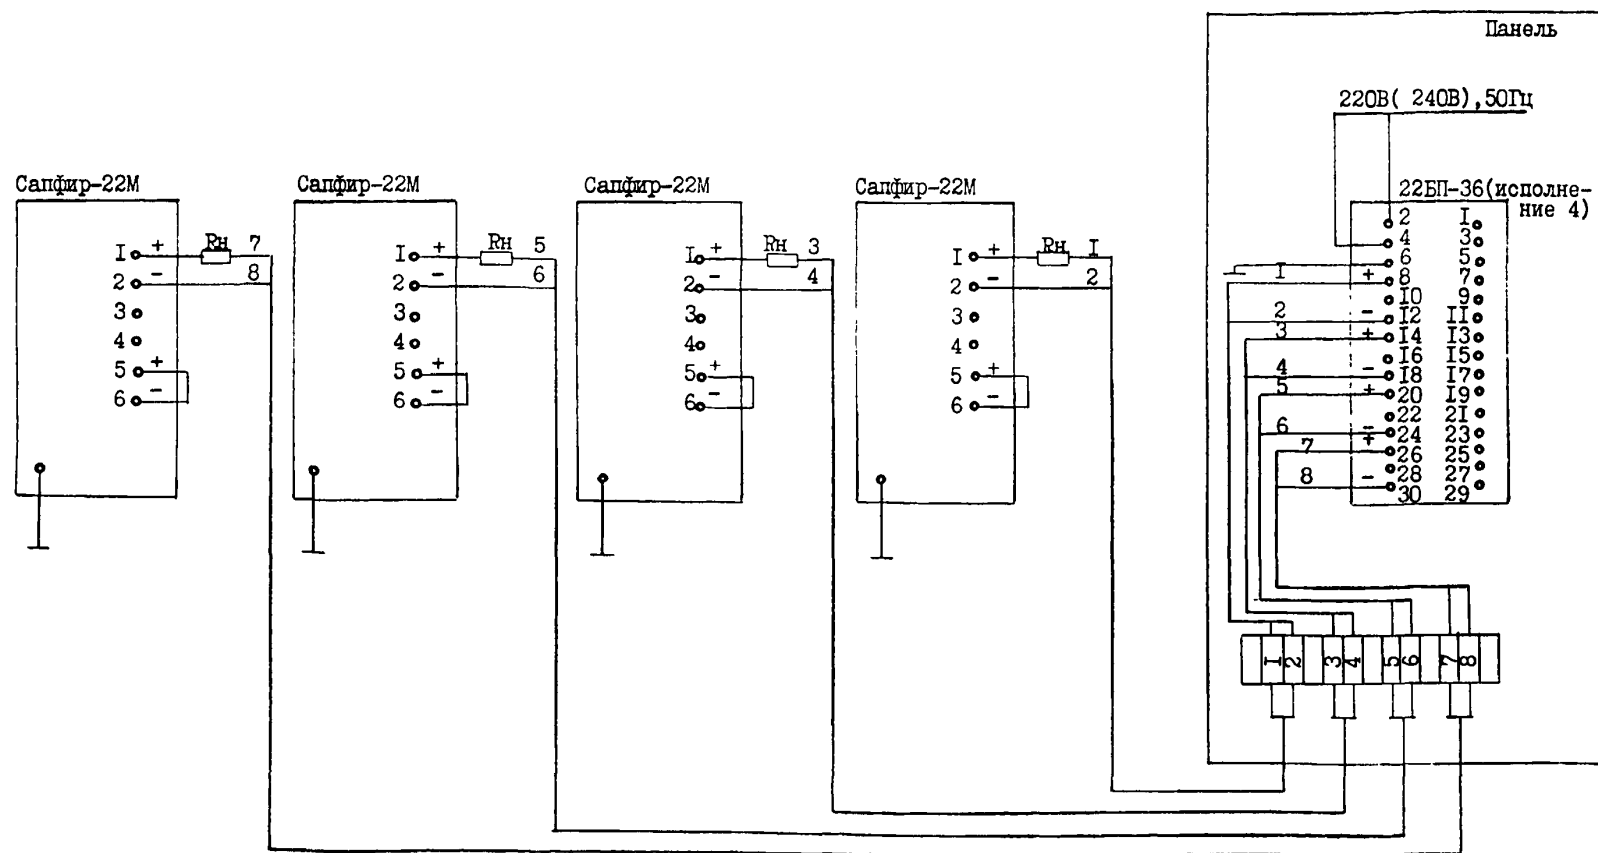 Панель
220В( 240В),50Гц
Сапфир-22М
Сапфир-22М
Сапфир-22М
Сапфир-22М
22БП-36(исполне-
ние 4)
I + Rн 7
2 - 8
3
4
5 +
6 -
I + Rн 5
2 - 6
3
4
5 +
6 -
I + Rн 3
2 - 4
3
4
5 +
6 -
I + Rн I
2 - 2
3
4
5 +
6 -
2 I
4 3
6 5
I + 8 7
I0 9
2 - I2 II
3 + I4 I3
I6 I5
4 - I8 I7
5 + 20 I9
22 2I
6 - 24 23
7 + 26 25
28 27
8 - 30 29
I 2 3 4 5 6 7 8